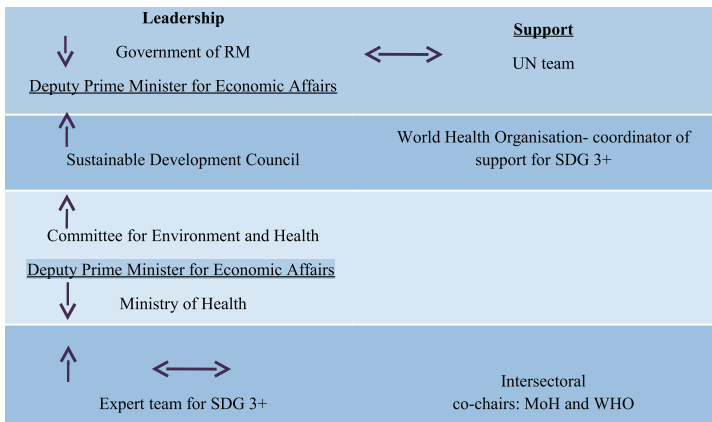 Leadership
Government of RM
Deputy Prime Minister for Economic Affairs
Support
UN team
Sustainable Development Council
World Health Organisation- coordinator of
support for SDG 3+
Committee for Environment and Health
Deputy Prime Minister for Economic Affairs
Ministry of Health
Expert team for SDG 3+
Intersectoral
co-chairs: MoH and WHO